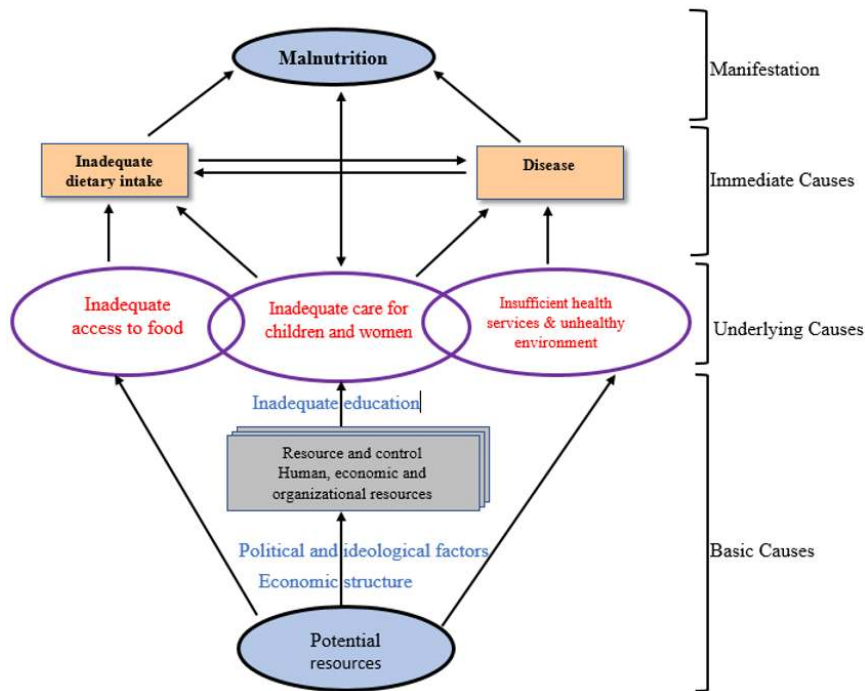 Malnutrition
Manifestation
Inadequate
dietary intake
Disease
Immediate Causes
Inadequate
access to food
Inadequate care for
children and women
Insufficient health
services & unhealthy
environment
Underlying Causes
Inadequate education
Resource and control
Human, economic and
organizational resources
Political and ideological factors
Economic structure
Basic Causes
Potential
resources